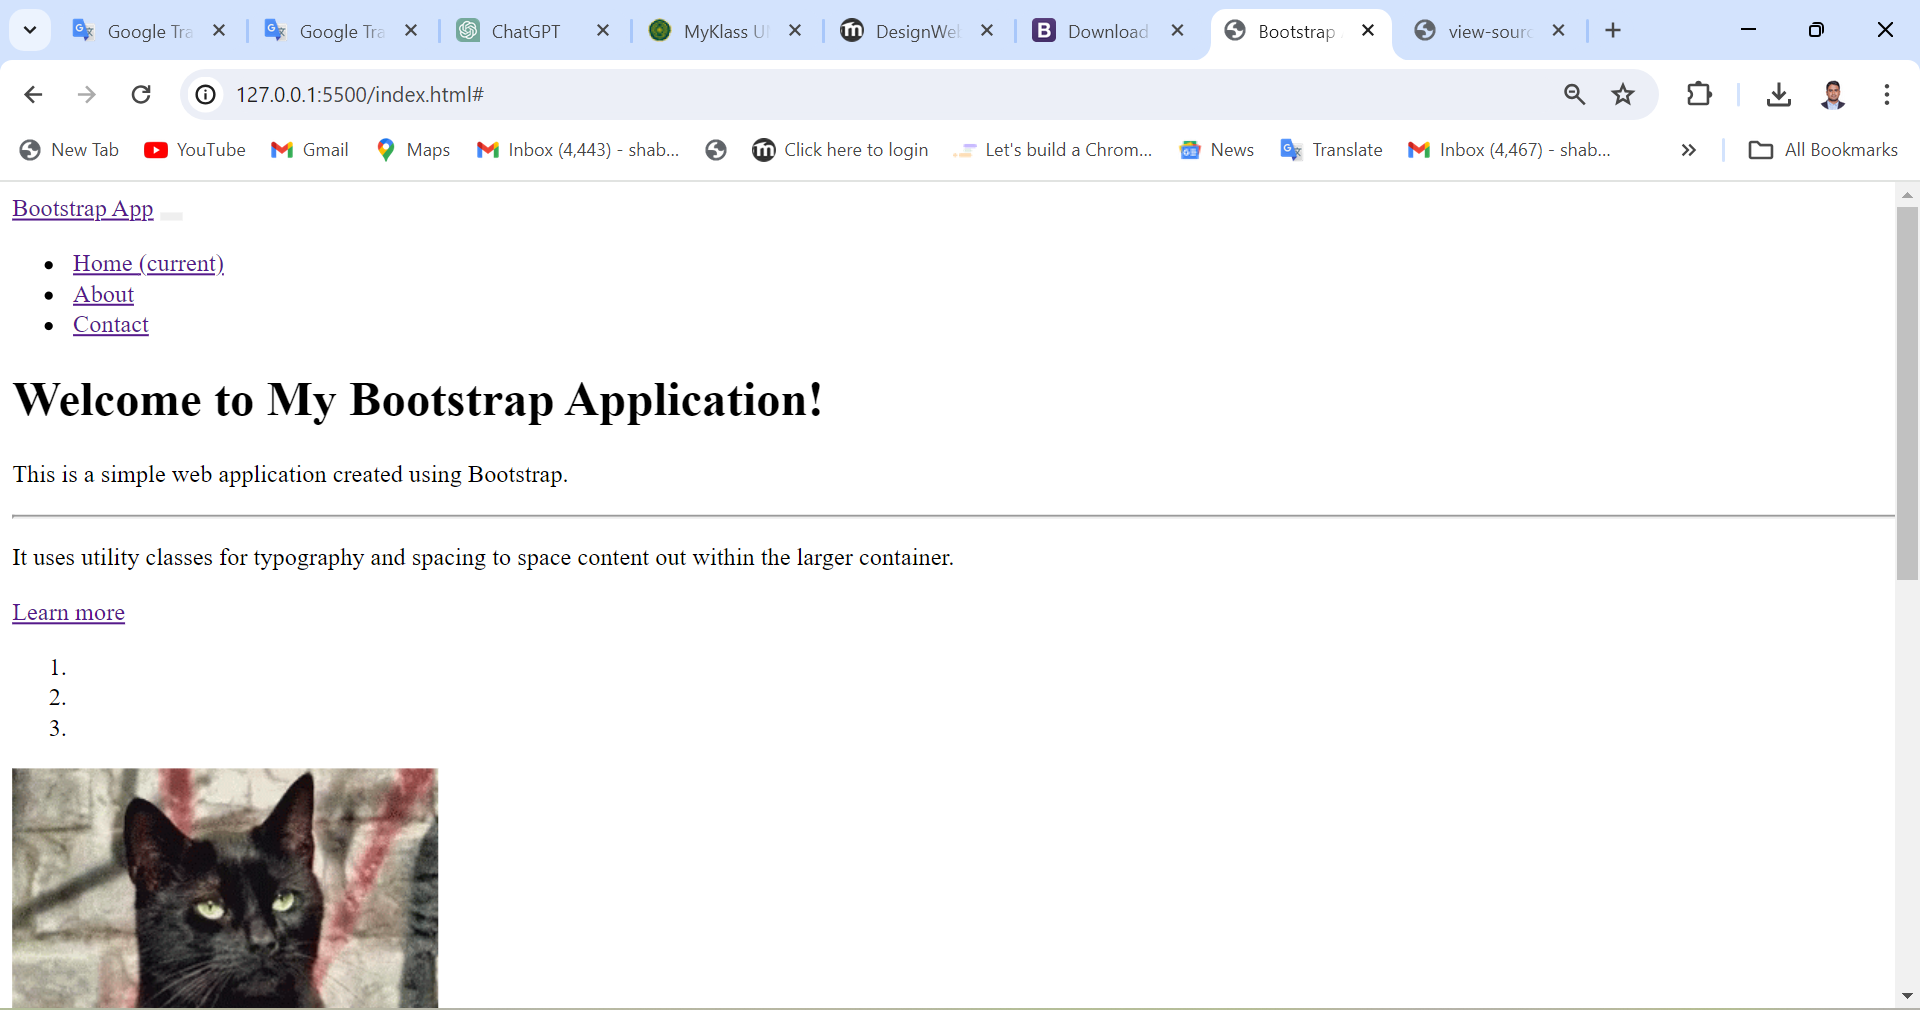 Google Tra
Google Tra
ChatGPT
MyKlass U
DesignWe
Download
Bootstrap
view-sour
127.0.0.1:5500/index.html#
New Tab
YouTube
Gmail
Maps
Inbox (4,443) - shab...
Click here to login
Let's build a Chrom...
News
Translate
Inbox (4,467) - shab...
All Bookmarks
Bootstrap App
• Home (current)
• About
• Contact
Welcome to My Bootstrap Application!
This is a simple web application created using Bootstrap.
It uses utility classes for typography and spacing to space content out within the larger container.
Learn more
1.
2.
3.